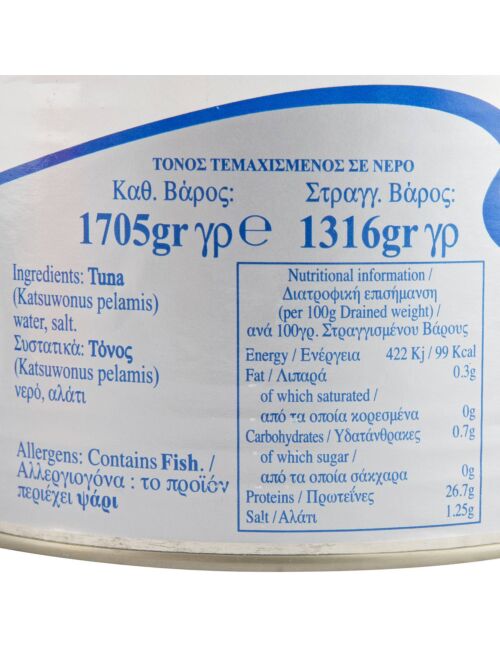 ΤΟΝΟΣ ΤΕΜΑΧΙΣΜΕΝΟΣ ΣΕ ΝΕΡΟ
Καθ. Βάρος:
1705gr γρ ℮
Στραγγ. Βάρος:
1316gr γρ
Ingredients: Tuna
(Katsuwonus pelamis)
water, salt.
Συστατικά: Τόνος
(Katsuwonus pelamis)
νερό, αλάτι
Allergens: Contains Fish. /
Αλλεργιογόνα : το προϊόν
περιέχει ψάρι
Nutritional information /
Διατροφική επισήμανση
(per 100g Drained weight) /
ανά 100γρ. Στραγγισμένου Βάρους
Energy / Ενέργεια 422 Kj / 99 Kcal
Fat / Λιπαρά 0.3g
of which saturated /
από τα οποία κορεσμένα 0g
Carbohydrates / Υδατάνθρακες 0.7g
of which sugar /
από τα οποία σάκχαρα 0g
Proteins / Πρωτεΐνες 26.7g
Salt / Αλάτι 1.25g